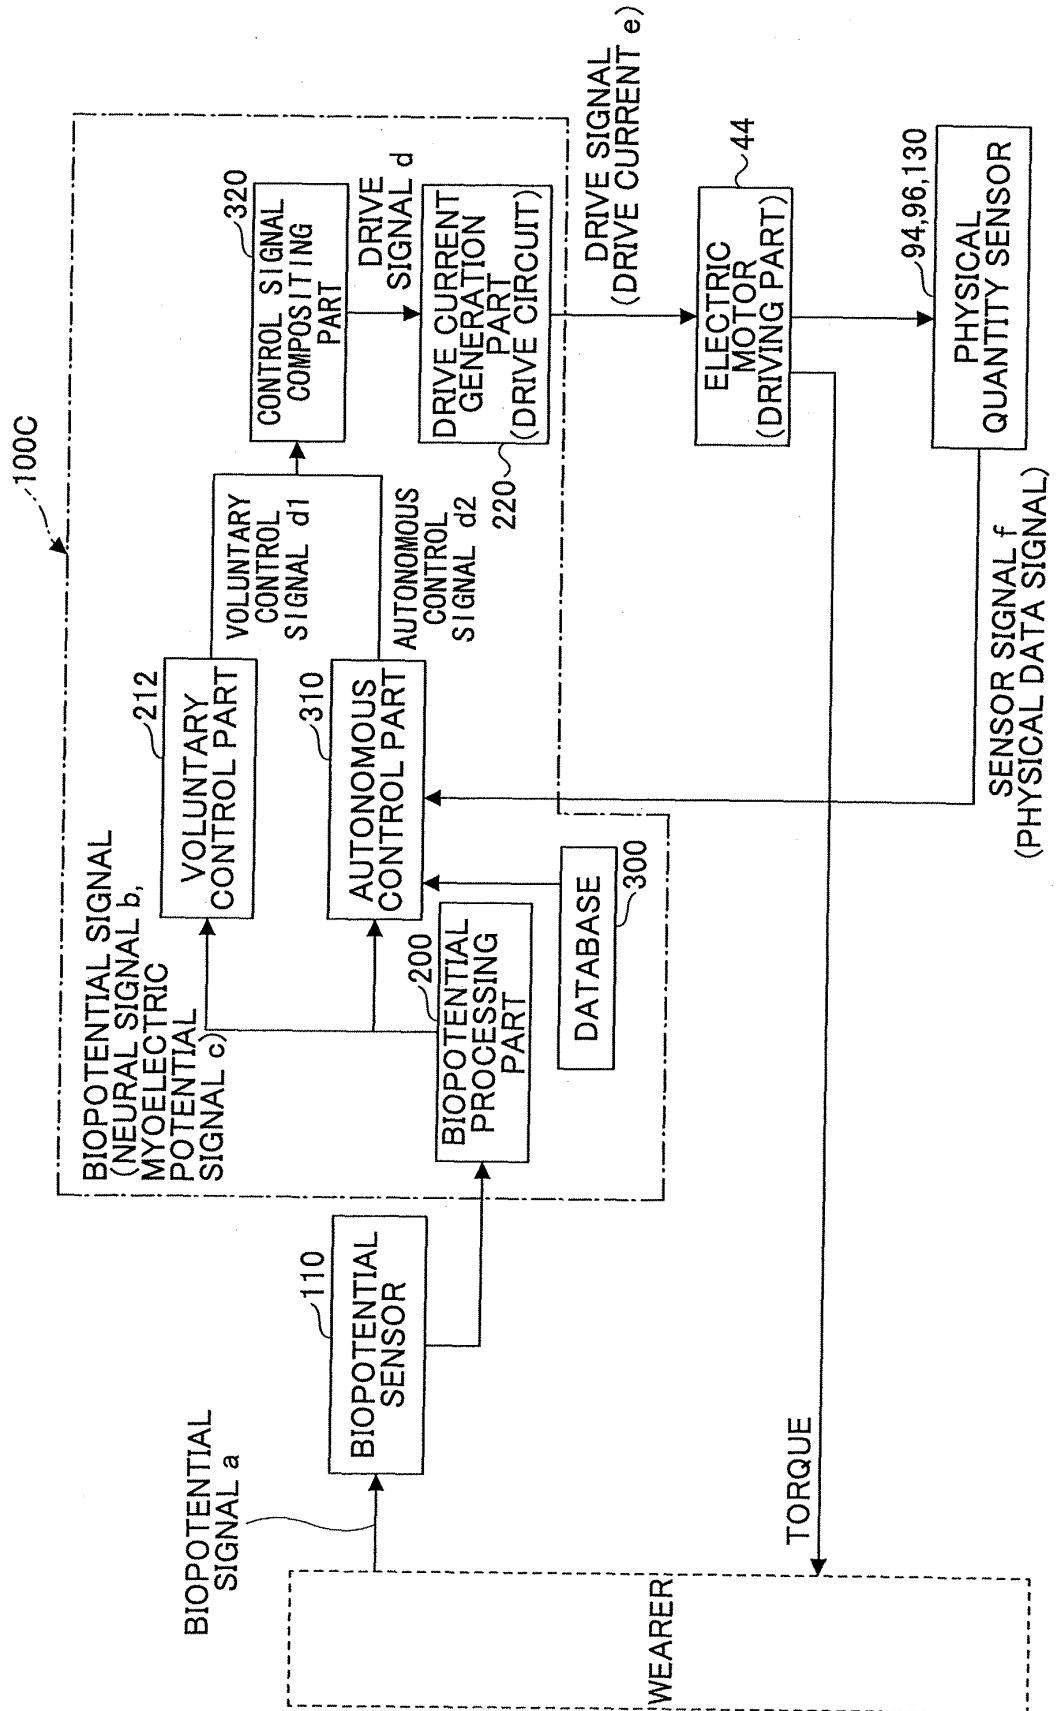 100C
BIOPOTENTIAL SIGNAL
(NEURAL SIGNAL b,
MYOELECTRIC
POTENTIAL
SIGNAL c)
212
VOLUNTARY
CONTROL PART
VOLUNTARY
CONTROL
SIGNAL d1
320
CONTROL SIGNAL
COMPOSITING
PART
BIOPOTENTIAL
SIGNAL a
110
BIOPOTENTIAL
SENSOR
310
AUTONOMOUS
CONTROL PART
AUTONOMOUS
CONTROL
SIGNAL d2
DRIVE
SIGNAL d
200
BIOPOTENTIAL
PROCESSING
PART
220
DRIVE CURRENT
GENERATION
PART
(DRIVE CIRCUIT)
DATABASE
300
DRIVE SIGNAL
(DRIVE CURRENT e)
WEARER
TORQUE
44
ELECTRIC
MOTOR
(DRIVING PART)
94,96,130
PHYSICAL
QUANTITY SENSOR
SENSOR SIGNAL f
(PHYSICAL DATA SIGNAL)